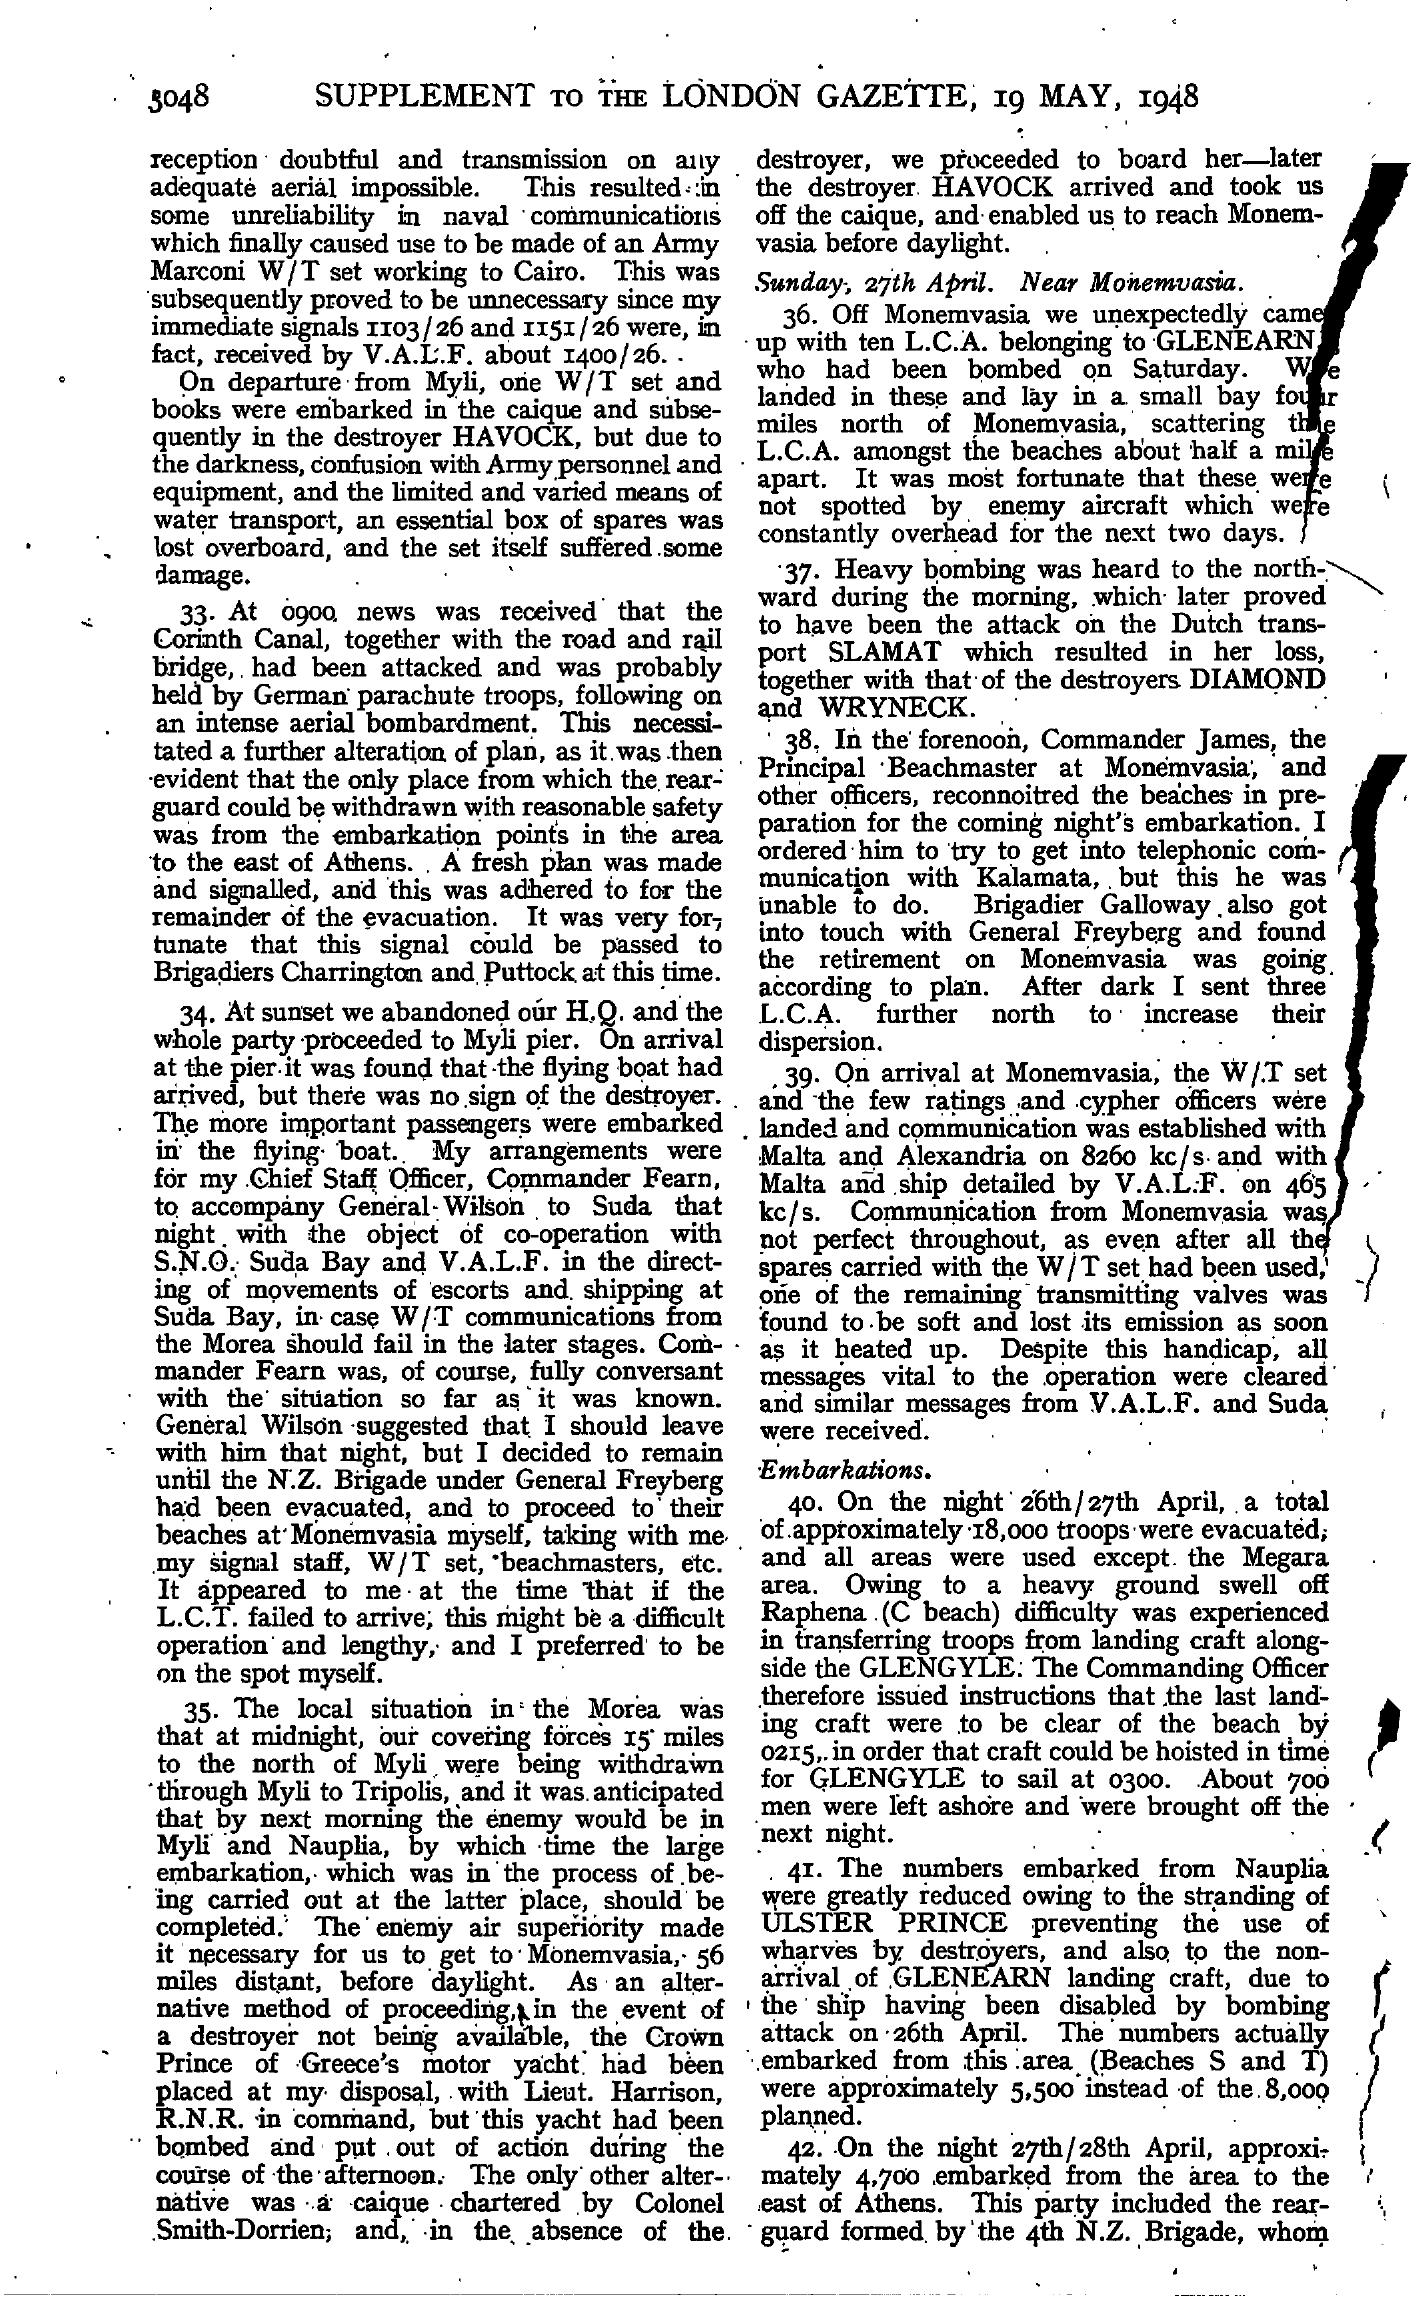 3048 SUPPLEMENT TO THE LONDON GAZETTE, 19 MAY, 1948
reception doubtful and transmission on any
adequate aerial impossible. This resulted in
some unreliability in naval communications
which finally caused use to be made of an Army
Marconi W/T set working to Cairo. This was
subsequently proved to be unnecessary since my
immediate signals 1103/26 and 1151/26 were, in
fact, received by V.A.L.F. about 1400/26.
On departure from Myli, one W/T set and
books were embarked in the caique and subse-
quently in the destroyer HAVOCK, but due to
the darkness, confusion with Army personnel and
equipment, and the limited and varied means of
water transport, an essential box of spares was
lost overboard, and the set itself suffered some
damage.
33. At 0900 news was received that the
Corinth Canal, together with the road and rail
bridge, had been attacked and was probably
held by German parachute troops, following on
an intense aerial bombardment. This necessi-
tated a further alteration of plan, as it was then
evident that the only place from which the rear-
guard could be withdrawn with reasonable safety
was from the embarkation points in the area
to the east of Athens. A fresh plan was made
and signalled, and this was adhered to for the
remainder of the evacuation. It was very for-
tunate that this signal could be passed to
Brigadiers Charrington and Puttock at this time.
34. At sunset we abandoned our H.Q. and the
whole party proceeded to Myli pier. On arrival
at the pier it was found that the flying boat had
arrived, but there was no sign of the destroyer.
The more important passengers were embarked
in the flying boat. My arrangements were
for my Chief Staff Officer, Commander Fearn,
to accompany General Wilson to Suda that
night with the object of co-operation with
S.N.O. Suda Bay and V.A.L.F. in the direct-
ing of movements of escorts and shipping at
Suda Bay, in case W/T communications from
the Morea should fail in the later stages. Com-
mander Fearn was, of course, fully conversant
with the situation so far as it was known.
General Wilson suggested that I should leave
with him that night, but I decided to remain
until the N.Z. Brigade under General Freyberg
had been evacuated, and to proceed to their
beaches at Monemvasia myself, taking with me
my signal staff, W/T set, beachmasters, etc.
It appeared to me at the time that if the
L.C.T. failed to arrive, this might be a difficult
operation and lengthy, and I preferred to be
on the spot myself.
35. The local situation in the Morea was
that at midnight, our covering forces 15 miles
to the north of Myli were being withdrawn
through Myli to Tripolis, and it was anticipated
that by next morning the enemy would be in
Myli and Nauplia, by which time the large
embarkation, which was in the process of be-
ing carried out at the latter place, should be
completed. The enemy air superiority made
it necessary for us to get to Monemvasia, 56
miles distant, before daylight. As an alter-
native method of proceeding, in the event of
a destroyer not being available, the Crown
Prince of Greece's motor yacht had been
placed at my disposal, with Lieut. Harrison,
R.N.R. in command, but this yacht had been
bombed and put out of action during the
course of the afternoon. The only other alter-
native was a caique chartered by Colonel
Smith-Dorrien; and, in the absence of the
destroyer, we proceeded to board her—later
the destroyer HAVOCK arrived and took us
off the caique, and enabled us to reach Monem-
vasia before daylight.
Sunday, 27th April. Near Monemvasia.
36. Off Monemvasia we unexpectedly came
up with ten L.C.A. belonging to GLENEARN
who had been bombed on Saturday. We
landed in these and lay in a small bay four
miles north of Monemvasia, scattering the
L.C.A. amongst the beaches about half a mile
apart. It was most fortunate that these were
not spotted by enemy aircraft which were
constantly overhead for the next two days.
37. Heavy bombing was heard to the north-
ward during the morning, which later proved
to have been the attack on the Dutch trans-
port SLAMAT which resulted in her loss,
together with that of the destroyers DIAMOND
and WRYNECK.
38. In the forenoon, Commander James, the
Principal Beachmaster at Monemvasia, and
other officers, reconnoitred the beaches in pre-
paration for the coming night's embarkation. I
ordered him to try to get into telephonic com-
munication with Kalamata, but this he was
unable to do. Brigadier Galloway also got
into touch with General Freyberg and found
the retirement on Monemvasia was going
according to plan. After dark I sent three
L.C.A. further north to increase their
dispersion.
39. On arrival at Monemvasia, the W/T set
and the few ratings and cypher officers were
landed and communication was established with
Malta and Alexandria on 8260 kc/s and with
Malta and ship detailed by V.A.L.F. on 465
kc/s. Communication from Monemvasia was
not perfect throughout, as even after all the
spares carried with the W/T set had been used,
one of the remaining transmitting valves was
found to be soft and lost its emission as soon
as it heated up. Despite this handicap, all
messages vital to the operation were cleared
and similar messages from V.A.L.F. and Suda
were received.
Embarkations.
40. On the night 26th/27th April, a total
of approximately 18,000 troops were evacuated,
and all areas were used except the Megara
area. Owing to a heavy ground swell off
Raphena (C beach) difficulty was experienced
in transferring troops from landing craft along-
side the GLENGYLE. The Commanding Officer
therefore issued instructions that the last land-
ing craft were to be clear of the beach by
0215, in order that craft could be hoisted in time
for GLENGYLE to sail at 0300. About 700
men were left ashore and were brought off the
next night.
41. The numbers embarked from Nauplia
were greatly reduced owing to the stranding of
ULSTER PRINCE preventing the use of
wharves by destroyers, and also to the non-
arrival of GLENEARN landing craft, due to
the ship having been disabled by bombing
attack on 26th April. The numbers actually
embarked from this area (Beaches S and T)
were approximately 5,500 instead of the 8,000
planned.
42. On the night 27th/28th April, approxi-
mately 4,700 embarked from the area to the
east of Athens. This party included the rear-
guard formed by the 4th N.Z. Brigade, whom